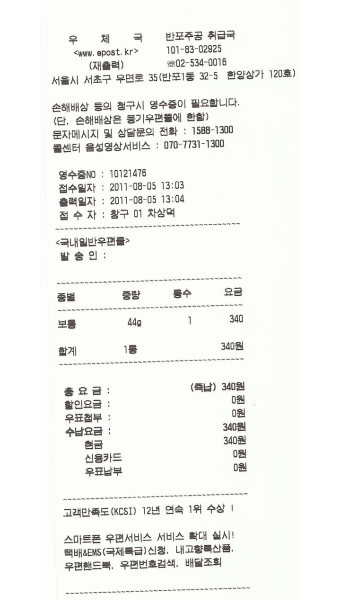 우 체 국 반포주공 취급국
<www.epost.kr> 101-83-02925
(재출력) ☏02-534-0016
서울시 서초구 우면로 35(반포1동 32-5 한양상가 120호)
손해배상 등의 청구시 영수증이 필요합니다.
(단, 손해배상은 등기우편물에 한함)
문자메시지 및 상담문의 전화 : 1588-1300
콜센터 음성영상서비스 : 070-7731-1300
영수증NO : 10121476
접수일자 : 2011-08-05 13:03
출력일자 : 2011-08-05 13:04
접 수 자 : 창구 01 차상덕
<국내일반우편물>
발 송 인 :
종별 중량 통수 요금
보통 44g 1 340
합계 1통 340원
총 요 금 : (즉납) 340원
할인요금 : 0원
우표첩부 : 0원
수납요금 : 340원
현금 340원
신용카드 0원
우표납부 0원
고객만족도(KCSI) 12년 연속 1위 수상 !
스마트폰 우편서비스 서비스 확대 실시!
택배&EMS(국제특급)신청, 내고향특산품,
우편핸드북, 우편번호검색, 배달조회